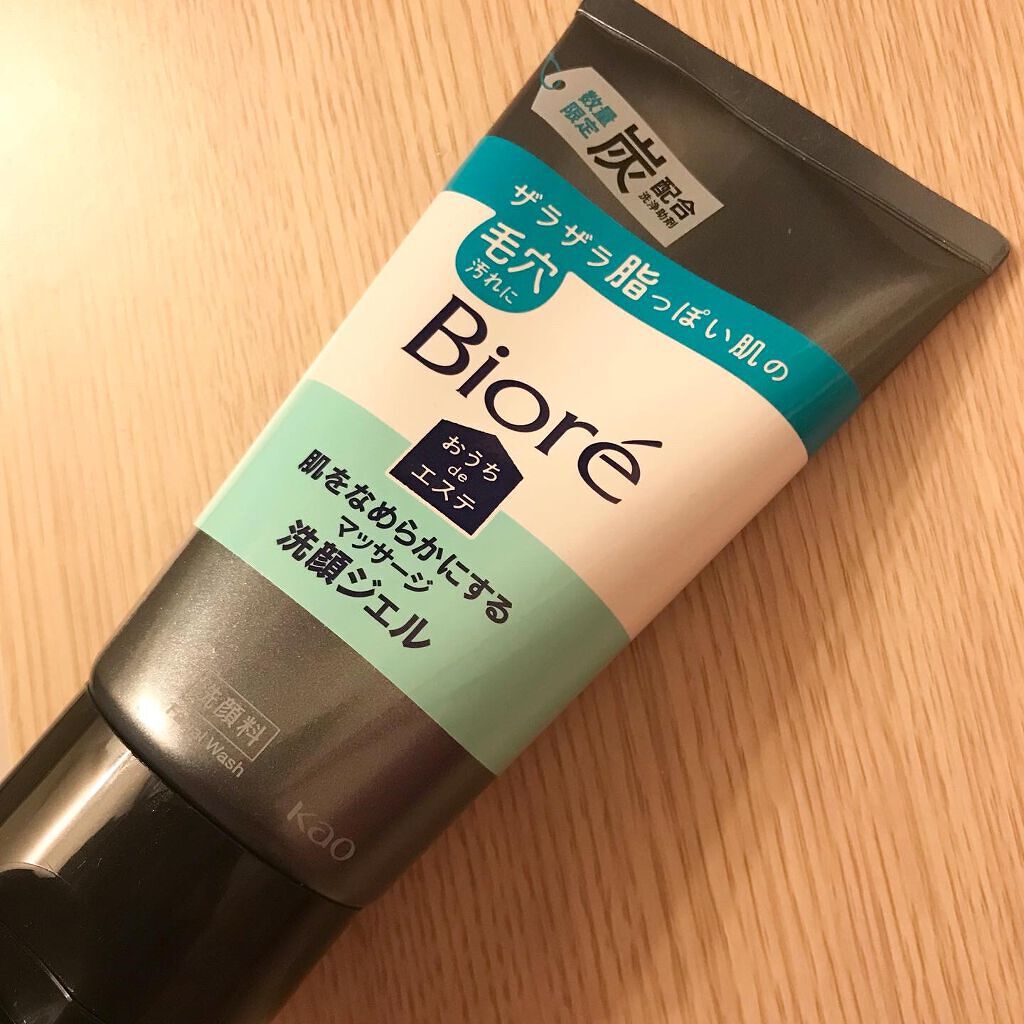 数量
限定
炭
配合
洗浄助剤
ザラザラ脂っぽい肌の
毛穴
汚れに
Bioré
おうち
de
エステ
肌をなめらかにする
マッサージ
洗顔ジェル
洗顔料
Wash
Kao